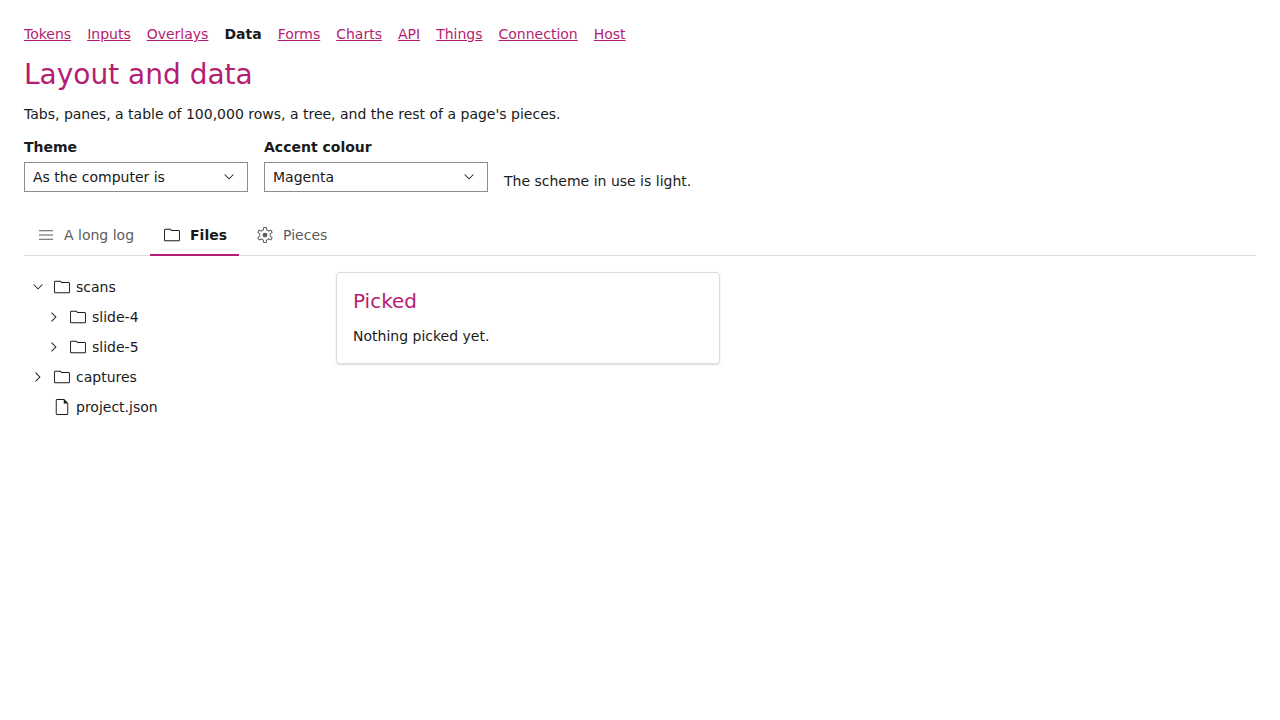 Tokens Inputs Overlays Data Forms Charts API Things Connection Host
Layout and data
Tabs, panes, a table of 100,000 rows, a tree, and the rest of a page's pieces.
Theme Accent colour
As the computer is Magenta The scheme in use is light.
A long log Files Pieces
scans
slide-4
slide-5
captures
project.json
Picked
Nothing picked yet.